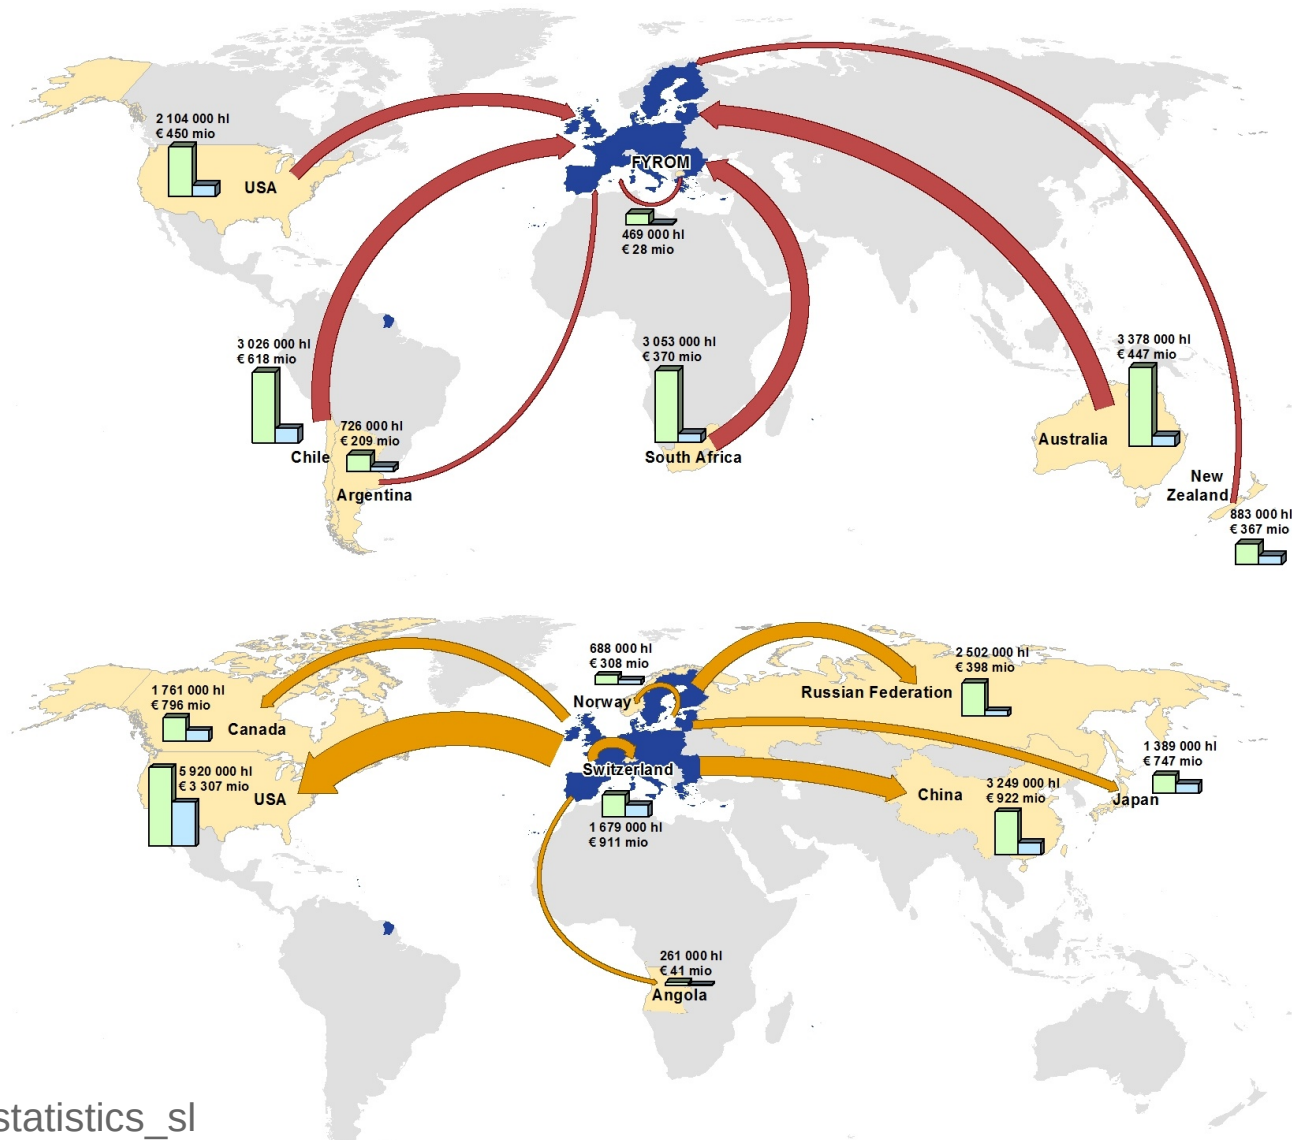 2 104 000 hl
€ 450 mio
USA
FYROM
469 000 hl
€ 28 mio
3 026 000 hl
€ 618 mio
Chile
726 000 hl
€ 209 mio
Argentina
3 053 000 hl
€ 370 mio
South Africa
3 378 000 hl
€ 447 mio
Australia
New
Zealand
883 000 hl
€ 367 mio
688 000 hl
€ 308 mio
Norway
2 502 000 hl
€ 398 mio
Russian Federation
1 761 000 hl
€ 796 mio
Canada
5 920 000 hl
€ 3 307 mio
USA
Switzerland
1 679 000 hl
€ 911 mio
China
3 249 000 hl
€ 922 mio
1 389 000 hl
€ 747 mio
Japan
261 000 hl
€ 41 mio
Angola
statistics_sl